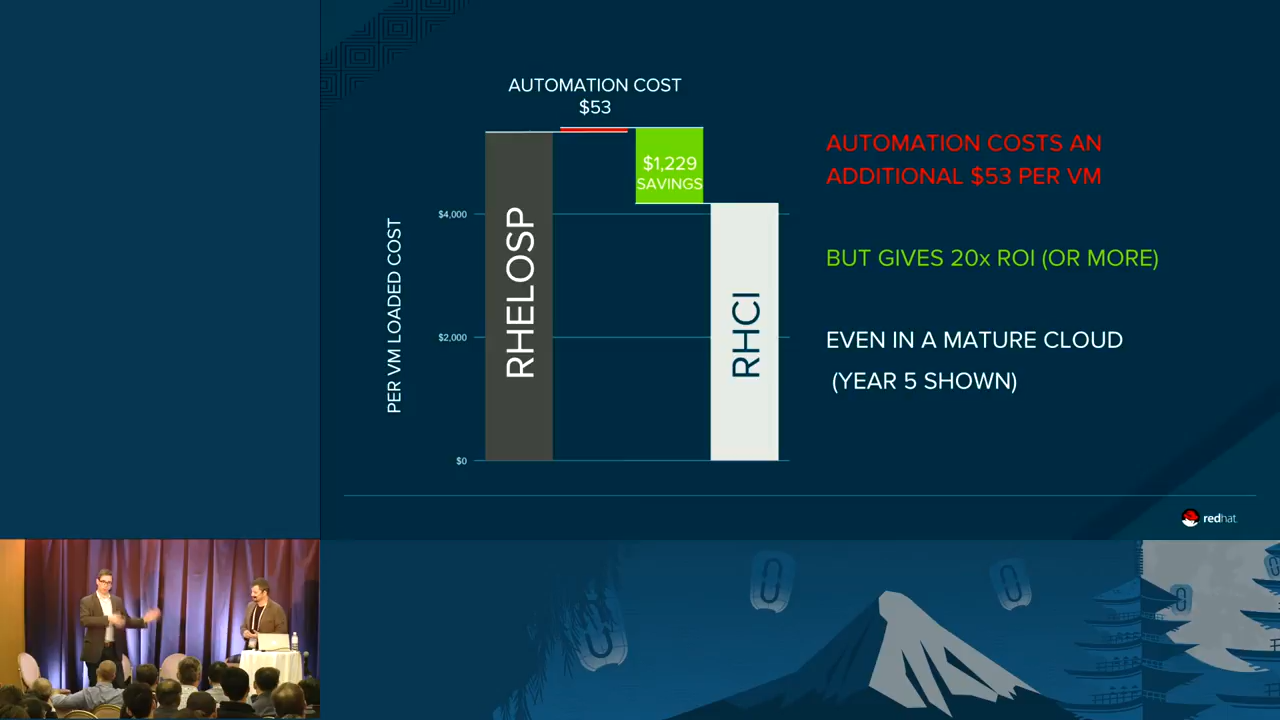 AUTOMATION COST
$53
$1,229
SAVINGS
RHELOSP
RHCI
PER VM LOADED COST
$4,000
$2,000
$0
AUTOMATION COSTS AN
ADDITIONAL $53 PER VM
BUT GIVES 20x ROI (OR MORE)
EVEN IN A MATURE CLOUD
(YEAR 5 SHOWN)
redhat.